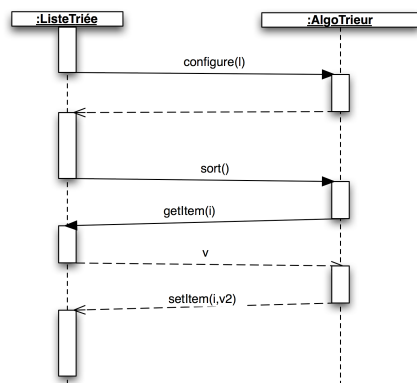 :ListeTriée
:AlgoTrieur
configure(l)
sort()
getItem(i)
v
setItem(i,v2)